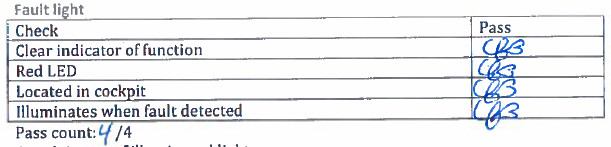 Fault light
Check Pass
Clear indicator of function
Red LED
Located in cockpit
Illuminates when fault detected
Pass count: 4/4